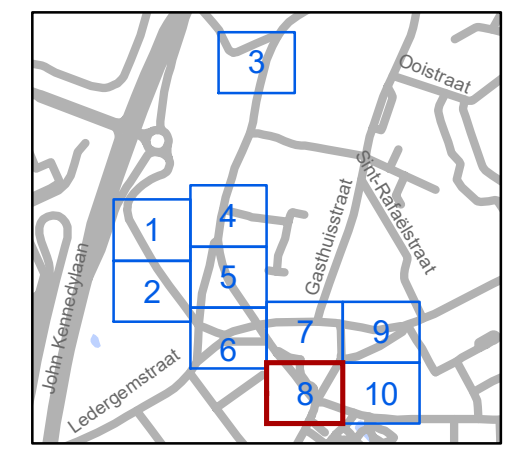 3
Ooistraat
Sint-Rafaëlstraat
Gasthuisstraat
1
4
2
5
John Kennedylaan
6
7
9
Ledergemstraat
8
10